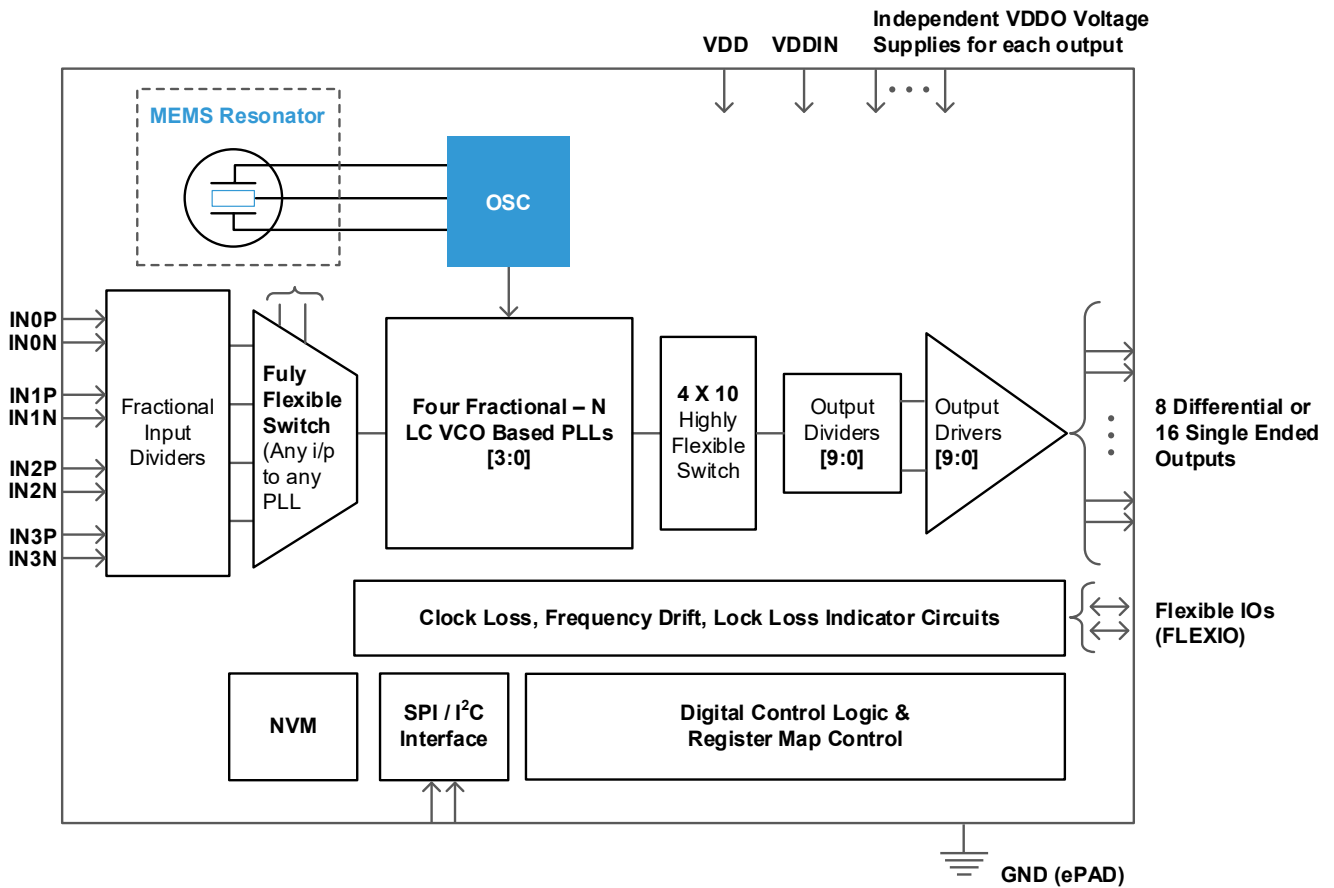 Independent VDDO Voltage
Supplies for each output
VDD
VDDIN
MEMS Resonator
OSC
IN0P
IN0N
IN1P
IN1N
IN2P
IN2N
IN3P
IN3N
Fractional
Input
Dividers
Fuly
Flexible
Switch
(Any i/p
to any
PLL
Four Fractional – N
LC VCO Based PLLs
[3:0]
4 X 10
Highly
Flexible
Switch
Output
Dividers
[9:0]
Output
Drivers
[9:0]
8 Differential or
16 Single Ended
Outputs
Clock Loss, Frequency Drift, Lock Loss Indicator Circuits
Flexible IOs
(FLEXIO)
NVM
SPI / I²C
Interface
Digital Control Logic &
Register Map Control
GND (ePAD)